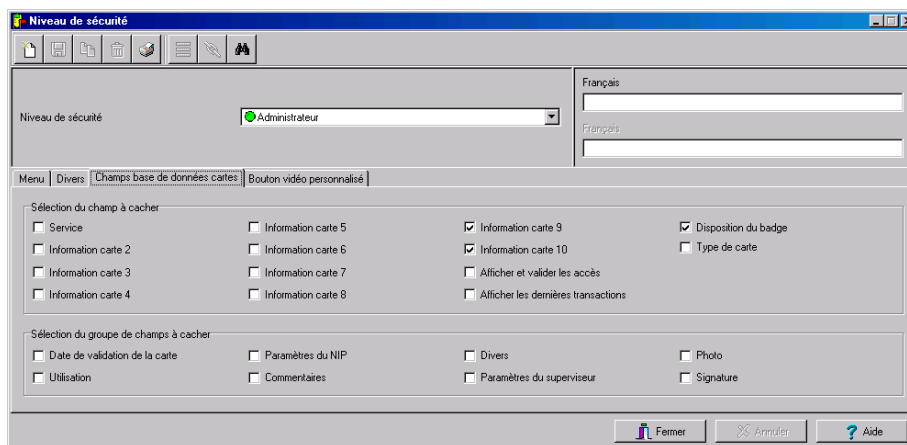 Niveau de sécurité
Français
Niveau de sécurité Administrateur
Français
Menu Divers Champs base de données cartes Bouton vidéo personnalisé
Sélection du champ à cacher
Service Information carte 5 Information carte 9 Disposition du badge
Information carte 2 Information carte 6 Information carte 10 Type de carte
Information carte 3 Information carte 7 Afficher et valider les accès
Information carte 4 Information carte 8 Afficher les dernières transactions
Sélection du groupe de champs à cacher
Date de validation de la carte Paramètres du NIP Divers Photo
Utilisation Commentaires Paramètres du superviseur Signature
Fermer Annuler Aide